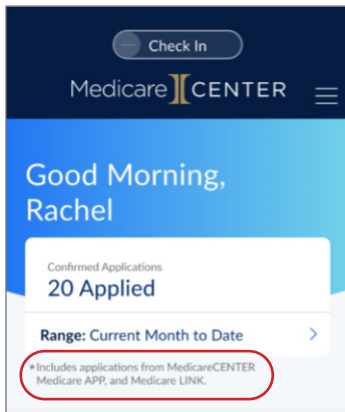 Check In
Medicare CENTER
Good Morning,
Rachel
Confirmed Applications
20 Applied
Range: Current Month to Date
*Includes applications from MedicareCENTER
Medicare APP, and Medicare LINK.